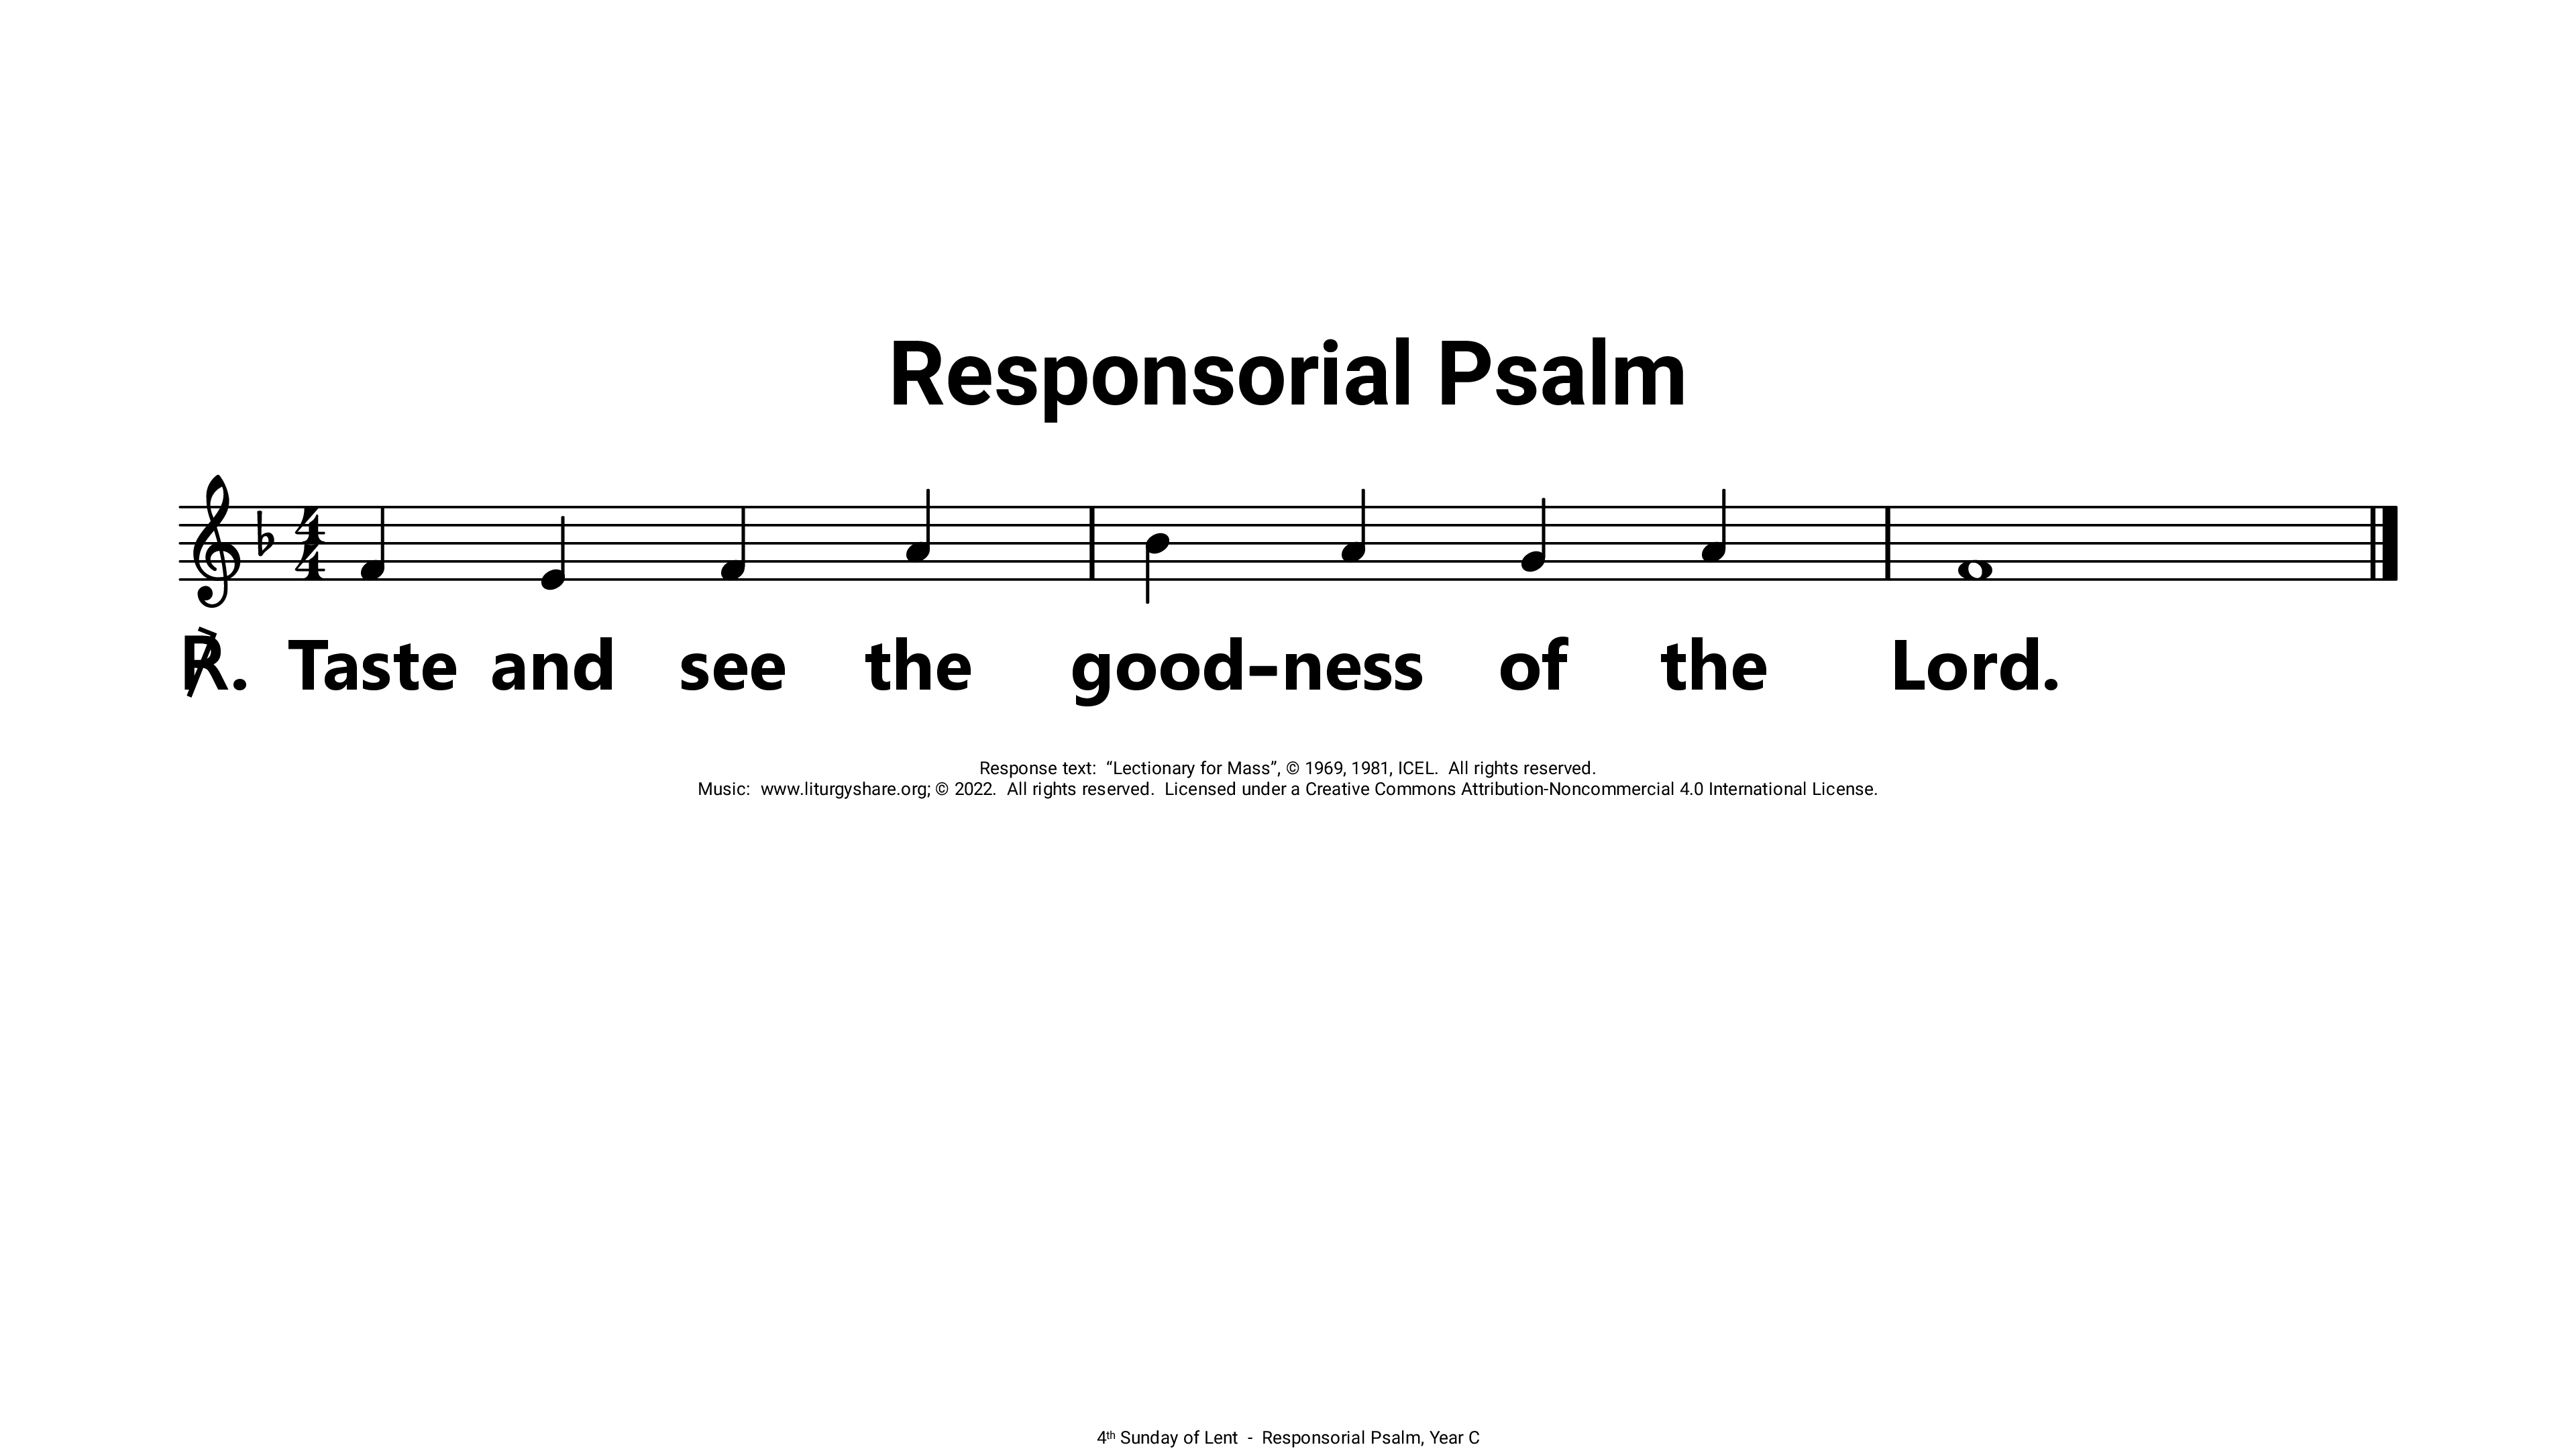 Responsorial Psalm
4
4
℟. Taste and see the good-ness of the Lord.
Response text:  “Lectionary for Mass”, © 1969, 1981, ICEL.  All rights reserved.
Music:  www.liturgyshare.org; © 2022.  All rights reserved.  Licensed under a Creative Commons Attribution-Noncommercial 4.0 International License.
4th Sunday of Lent  -  Responsorial Psalm, Year C